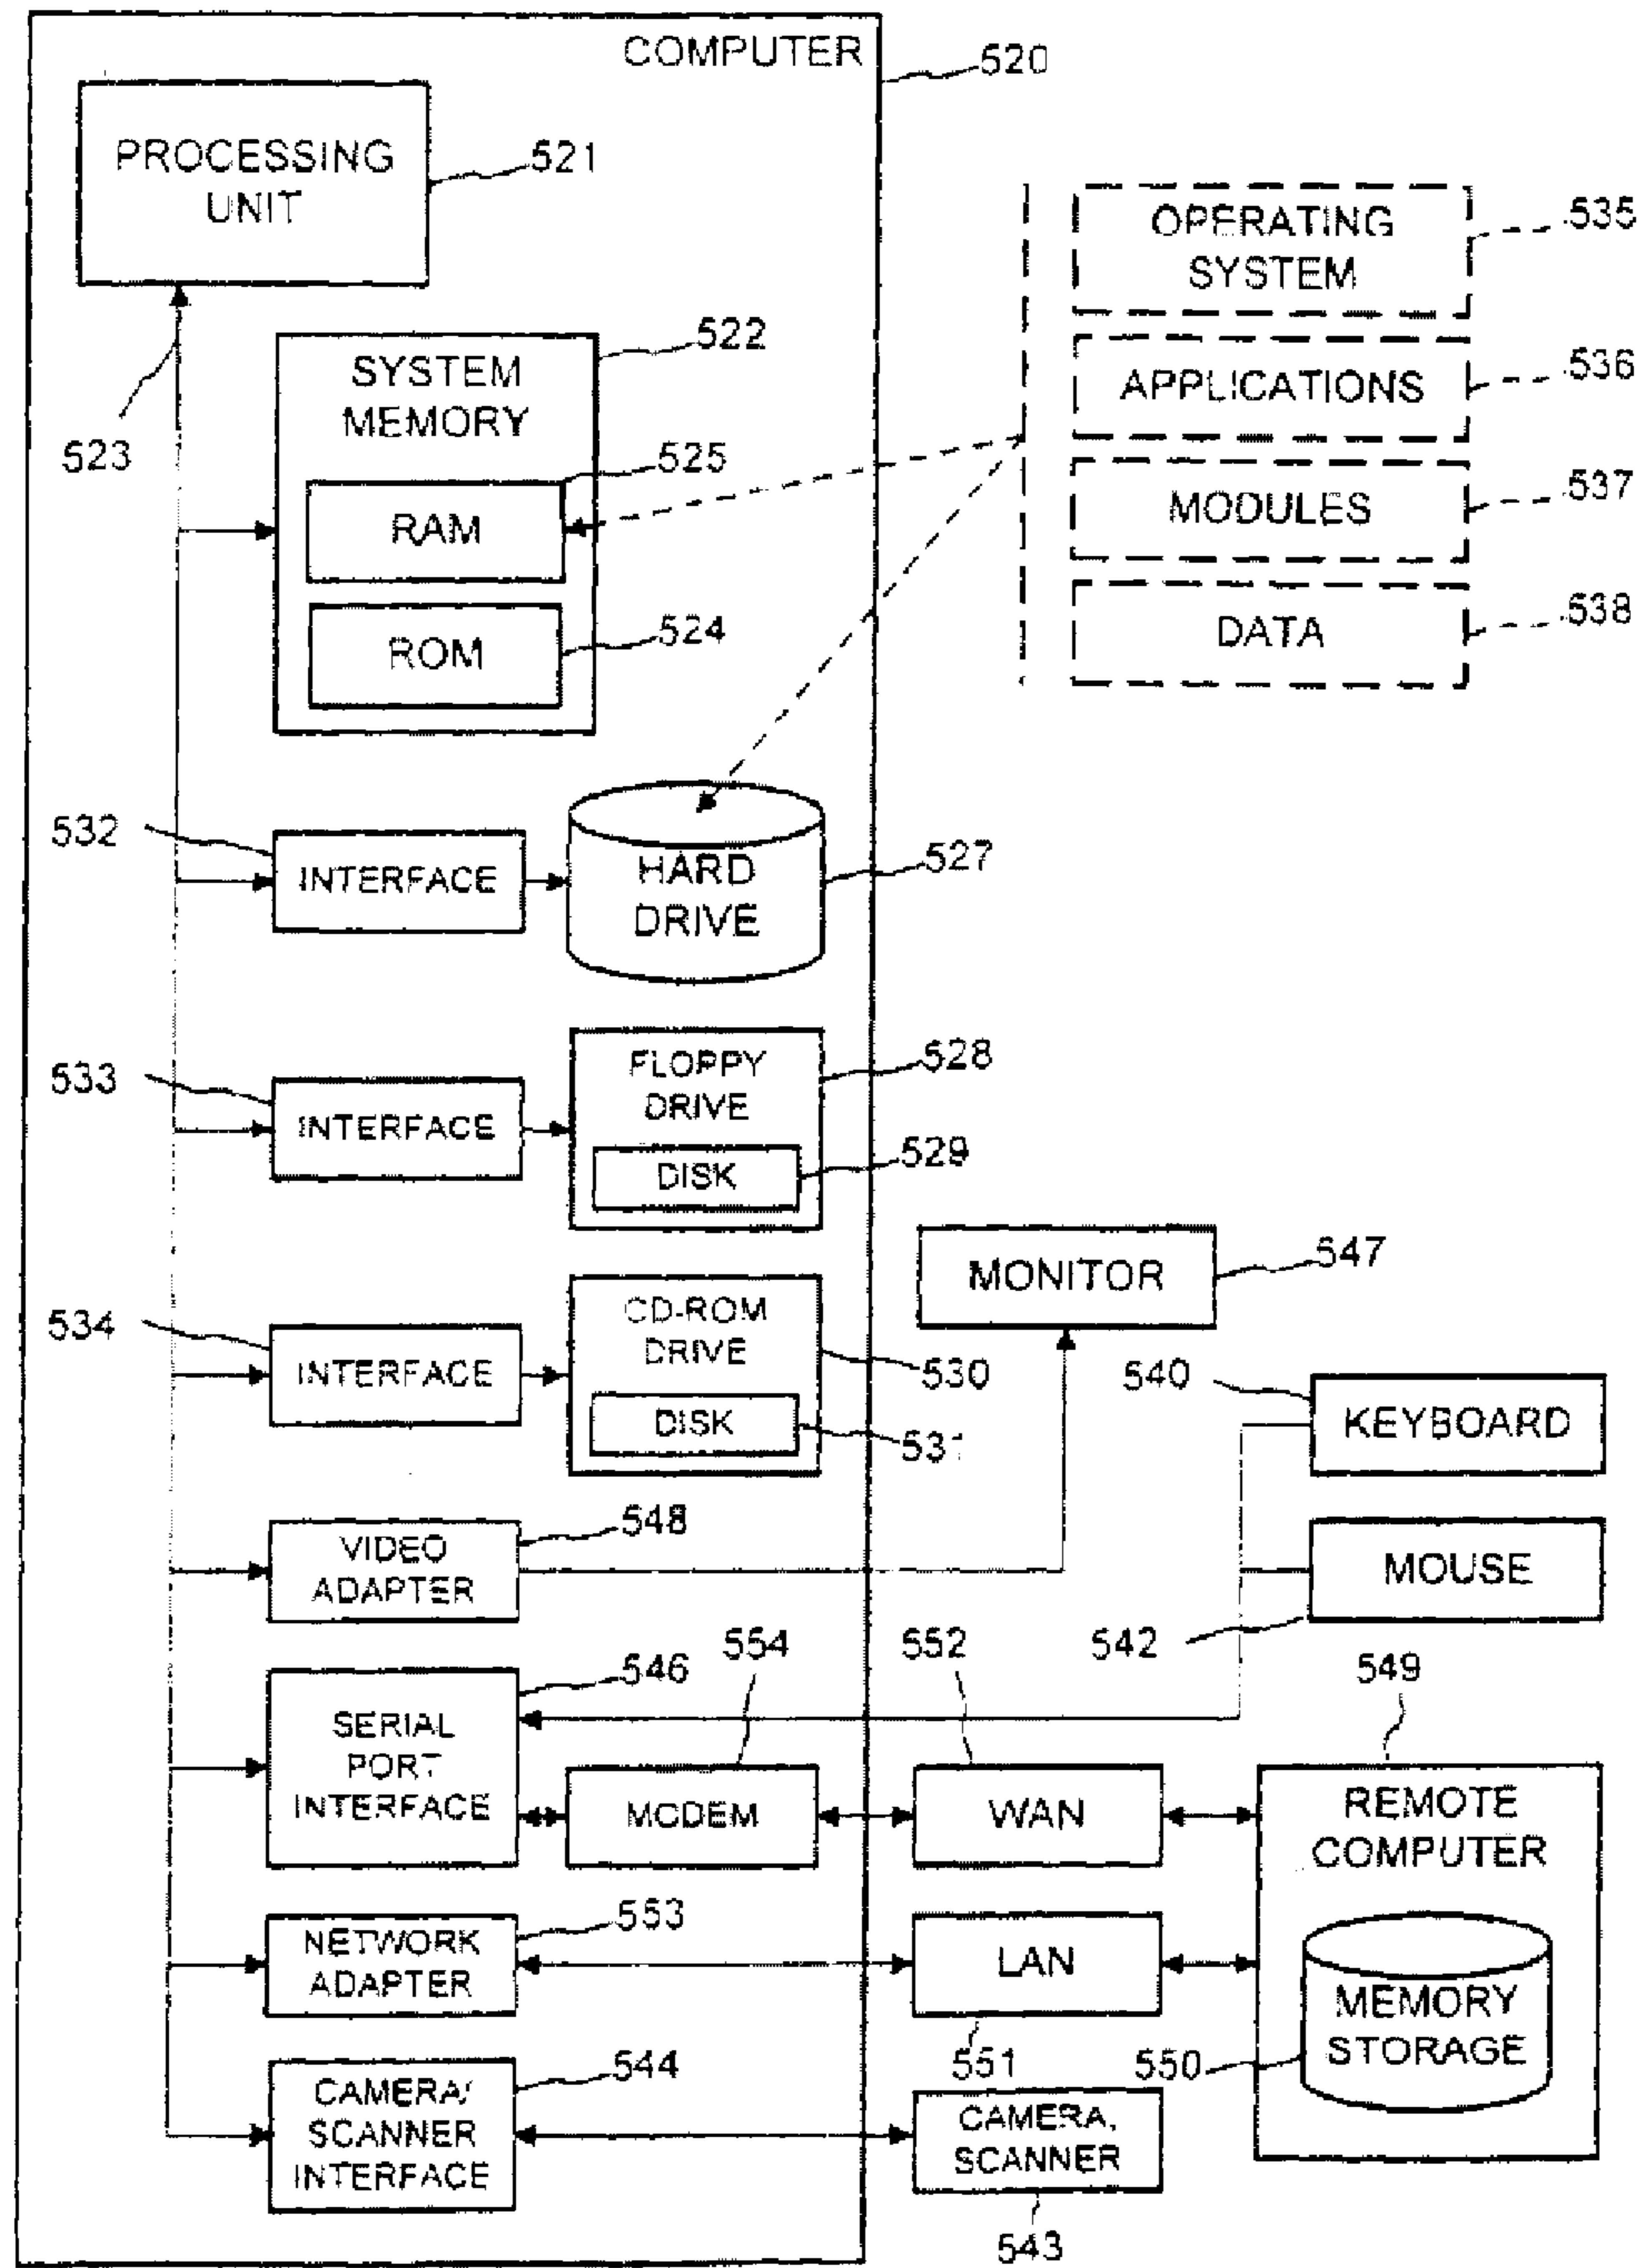 COMPUTER
520
PROCESSING
UNIT
521
523
SYSTEM
MEMORY
522
525
RAM
524
ROM
OPERATING
SYSTEM
535
APPLICATIONS
536
MODULES
537
DATA
538
532
INTERFACE
HARD
DRIVE
527
533
INTERFACE
FLOPPY
DRIVE
528
DISK
529
534
INTERFACE
CD-ROM
DRIVE
530
DISK
531
MONITOR
547
540
KEYBOARD
MOUSE
542
VIDEO
ADAPTER
548
546
SERIAL
PORT
INTERFACE
554
MODEM
552
WAN
549
REMOTE
COMPUTER
MEMORY
STORAGE
550
NETWORK
ADAPTER
553
LAN
551
CAMERA/
SCANNER
INTERFACE
544
CAMERA,
SCANNER
543